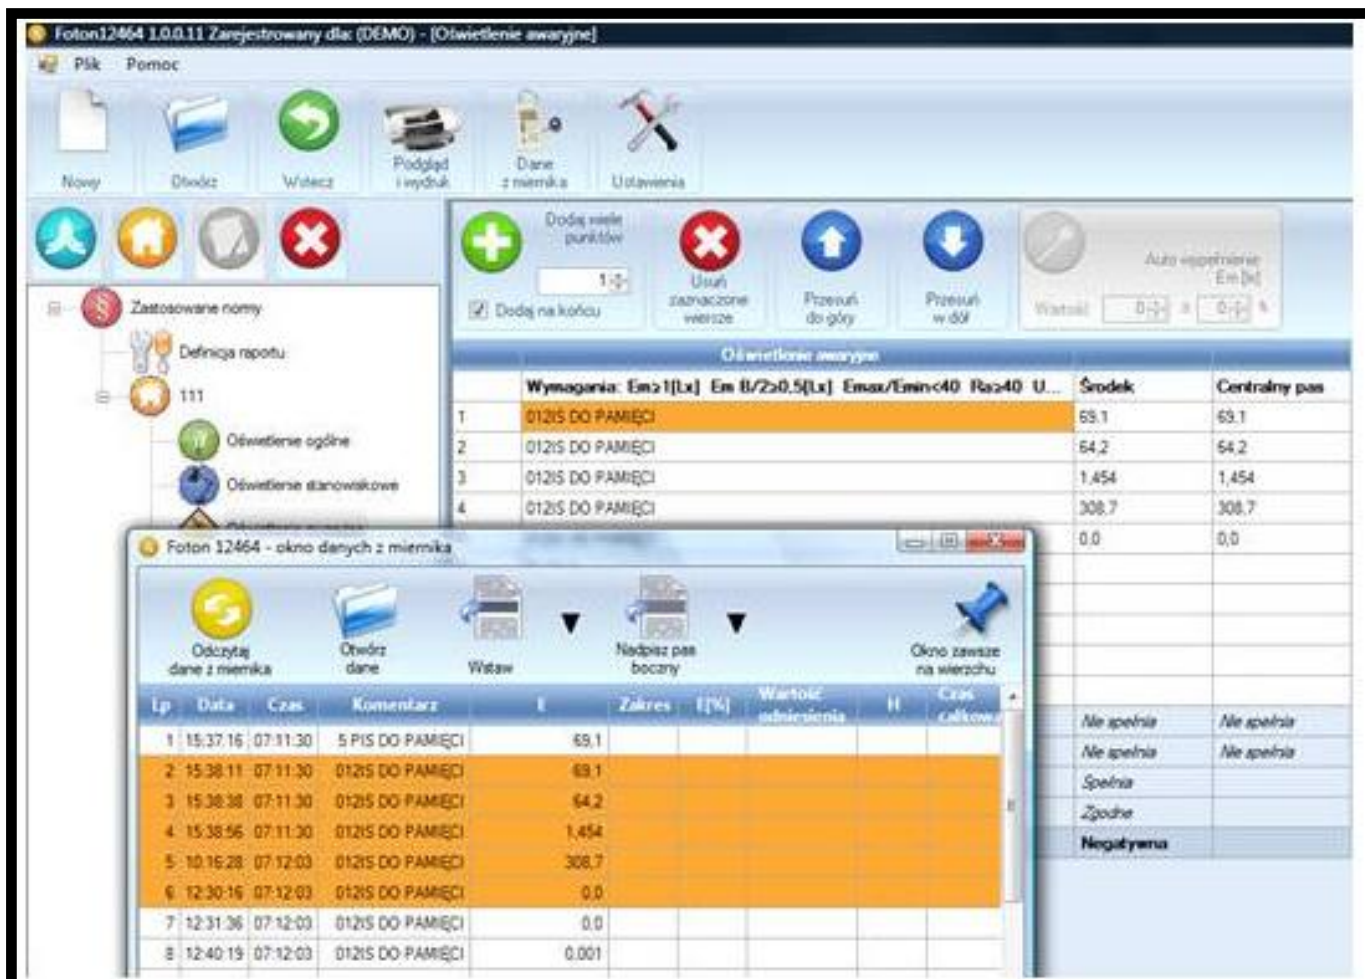 Foton12464 1.0.0.11 Zarejestrowany dla: (DEMO) - [Oświetlenie awaryjne]
Plik Pomoc
Nowy
Otwórz
Wstecz
Podgląd
i wydruk
Dane
z miernika
Ustawienia
Dodaj wiele
punktów
1
Dodaj na końcu
Usuń
zaznaczone
wiersze
Przesuń
do góry
Przesuń
w dół
Auto wypełnienie
Em [lx]
Wartość 0 ± 0 %
Zastosowane normy
Definicja raportu
111
Oświetlenie ogólne
Oświetlenie stanowiskowe
Oświetlenie awaryjne
Wymagania: Em≥1[Lx] Em B/2≥0,5[Lx] Emax/Emin<40 Ra≥40 U... Środek Centralny pas
1 012IS DO PAMIĘCI 69,1 69,1
2 012IS DO PAMIĘCI 64,2 64,2
3 012IS DO PAMIĘCI 1,454 1,454
4 012IS DO PAMIĘCI 308,7 308,7
0,0 0,0
Nie spełnia Nie spełnia
Nie spełnia Nie spełnia
Spełnia
Zgodne
Negatywna
Foton 12464 - okno danych z miernika
Odczytaj
dane z miernika
Otwórz
dane
Wstaw
Nadpisz pas
boczny
Okno zawsze
na wierzchu
Lp Data Czas Komentarz E Zakres E[%] Wartość odniesienia H Czas całkowa
1 15:37:16 07:11:30 5 PIS DO PAMIĘCI 69,1
2 15:38:11 07:11:30 012IS DO PAMIĘCI 69,1
3 15:38:38 07:11:30 012IS DO PAMIĘCI 64,2
4 15:38:56 07:11:30 012IS DO PAMIĘCI 1,454
5 10:16:28 07:12:03 012IS DO PAMIĘCI 308,7
6 12:30:16 07:12:03 012IS DO PAMIĘCI 0,0
7 12:31:36 07:12:03 012IS DO PAMIĘCI 0,0
8 12:40:19 07:12:03 012IS DO PAMIĘCI 0,001